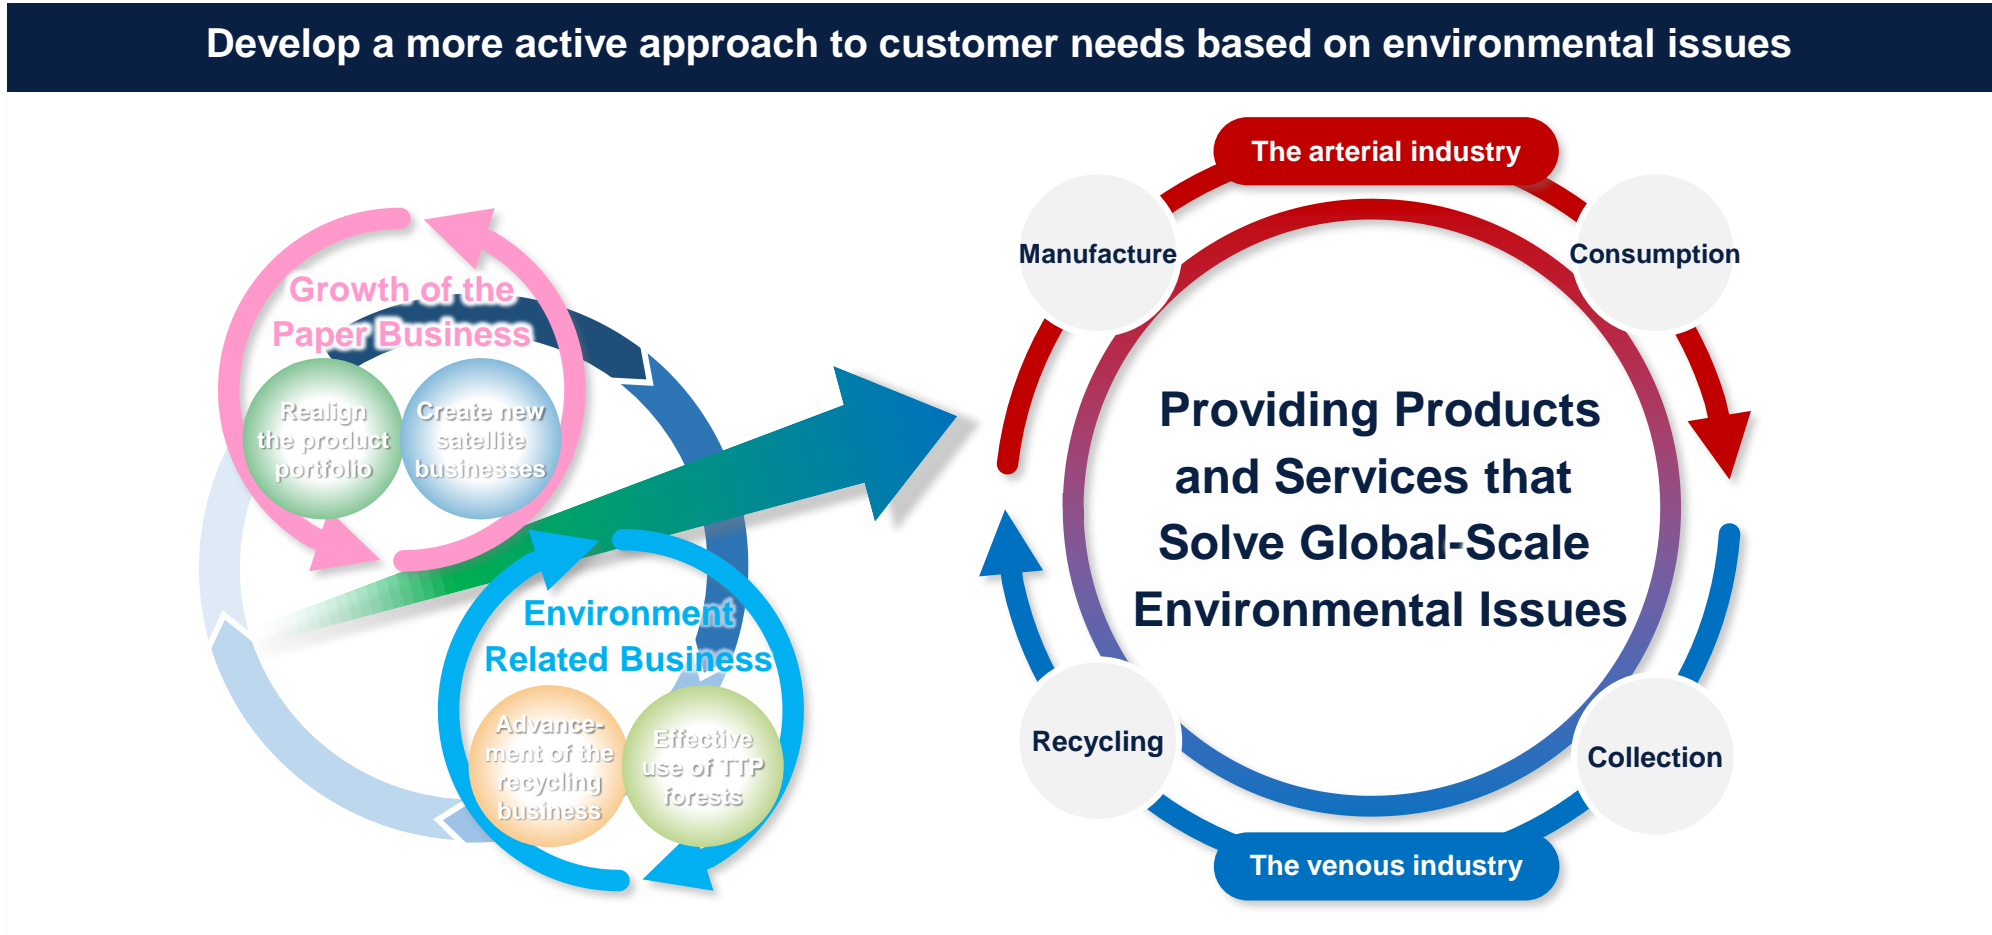 Develop a more active approach to customer needs based on environmental issues
Growth of the
Paper Business
Realign
the product
portfolio
Create new
satellite
businesses
Environment
Related Business
Advance-
ment of the
recycling
business
Effective
use of TTP
forests
The arterial industry
Manufacture
Consumption
Providing Products
and Services that
Solve Global-Scale
Environmental Issues
Recycling
Collection
The venous industry